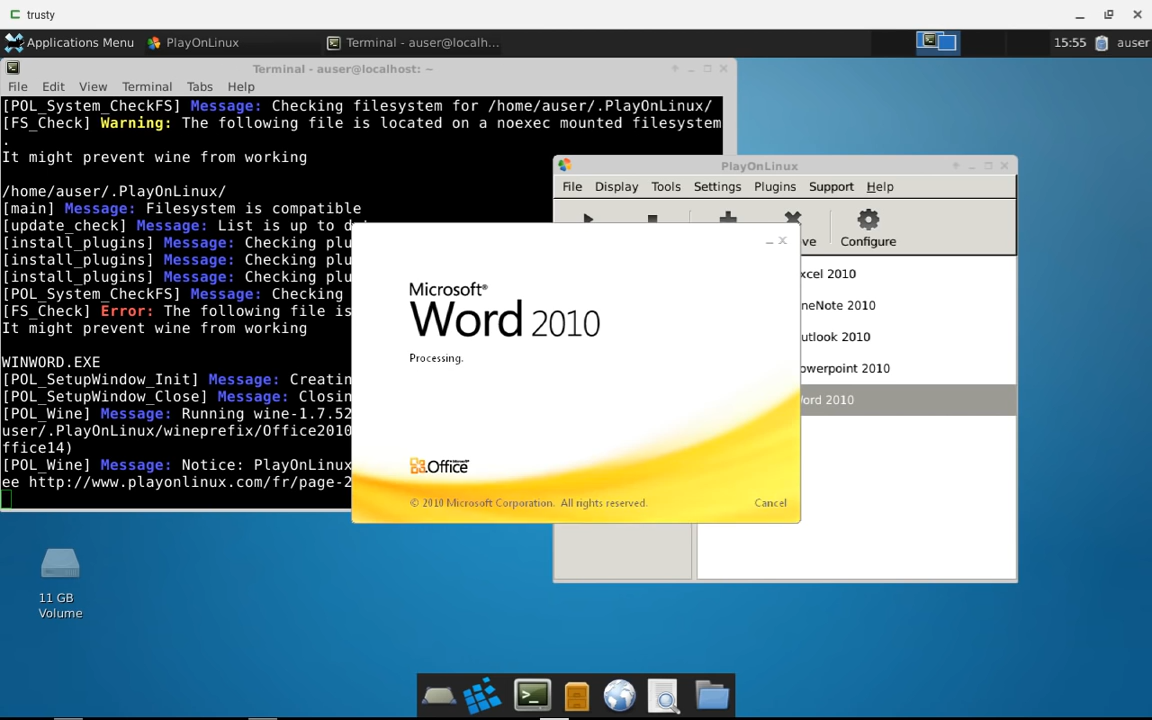 trusty
Applications Menu
PlayOnLinux
Terminal - auser@localh...
15:55
auser
Terminal - auser@localhost: ~
File Edit View Terminal Tabs Help
[POL_System_CheckFS] Message: Checking filesystem for /home/auser/.PlayOnLinux/
[FS_Check] Warning: The following file is located on a noexec mounted filesystem
.
It might prevent wine from working
/home/auser/.PlayOnLinux/
[main] Message: Filesystem is compatible
[update_check] Message: List is up to d
[install_plugins] Message: Checking plu
[install_plugins] Message: Checking plu
[install_plugins] Message: Checking plu
[POL_System_CheckFS] Message: Checking
[FS_Check] Error: The following file is
It might prevent wine from working
WINWORD.EXE
[POL_SetupWindow_Init] Message: Creatin
[POL_SetupWindow_Close] Message: Closin
[POL_Wine] Message: Running wine-1.7.52
user/.PlayOnLinux/wineprefix/Office2010
ffice14)
[POL_Wine] Message: Notice: PlayOnLinux
ee http://www.playonlinux.com/fr/page-2
PlayOnLinux
File Display Tools Settings Plugins Support Help
ve Configure
xcel 2010
neNote 2010
utlook 2010
owerpoint 2010
ord 2010
Microsoft®
Word 2010
Processing.
Office
© 2010 Microsoft Corporation. All rights reserved.
Cancel
11 GB
Volume